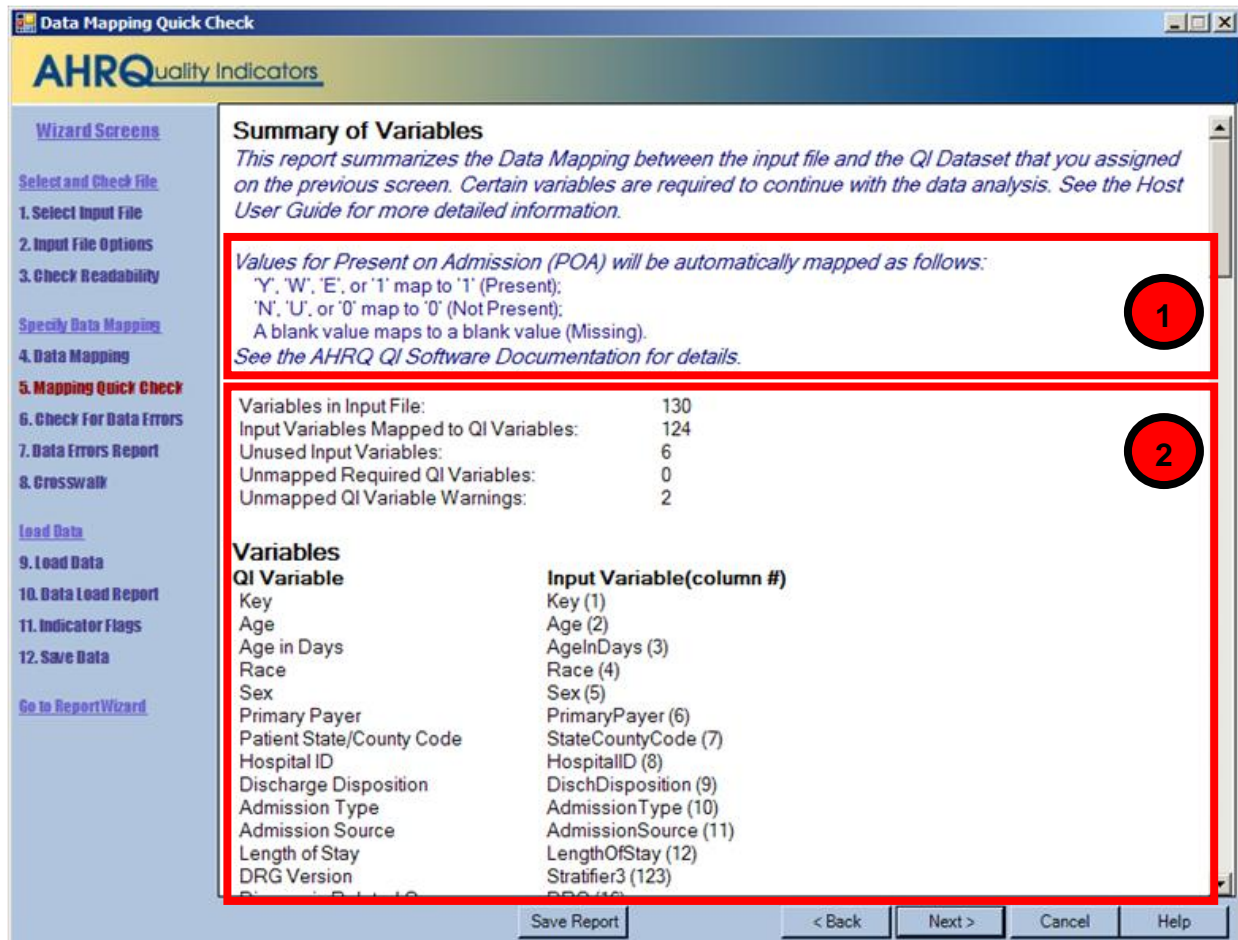 Data Mapping Quick Check
AHRQuality Indicators
Wizard Screens
Select and Check File
1. Select Input File
2. Input File Options
3. Check Readability
Specify Data Mapping
4. Data Mapping
5. Mapping Quick Check
6. Check For Data Errors
7. Data Errors Report
8. Crosswalk
Load Data
9. Load Data
10. Data Load Report
11. Indicator Flags
12. Save Data
Go to ReportWizard
Summary of Variables
This report summarizes the Data Mapping between the input file and the QI Dataset that you assigned
on the previous screen. Certain variables are required to continue with the data analysis. See the Host
User Guide for more detailed information.
Values for Present on Admission (POA) will be automatically mapped as follows:
'Y', 'W', 'E', or '1' map to '1' (Present);
'N', 'U', or '0' map to '0' (Not Present);
A blank value maps to a blank value (Missing).
See the AHRQ QI Software Documentation for details.
1
Variables in Input File: 130
Input Variables Mapped to QI Variables: 124
Unused Input Variables: 6
Unmapped Required QI Variables: 0
Unmapped QI Variable Warnings: 2
2
Variables
QI Variable Input Variable(column #)
Key Key (1)
Age Age (2)
Age in Days AgeInDays (3)
Race Race (4)
Sex Sex (5)
Primary Payer PrimaryPayer (6)
Patient State/County Code StateCountyCode (7)
Hospital ID HospitalID (8)
Discharge Disposition DischDisposition (9)
Admission Type AdmissionType (10)
Admission Source AdmissionSource (11)
Length of Stay LengthOfStay (12)
DRG Version Stratifier3 (123)
Save Report < Back Next > Cancel Help